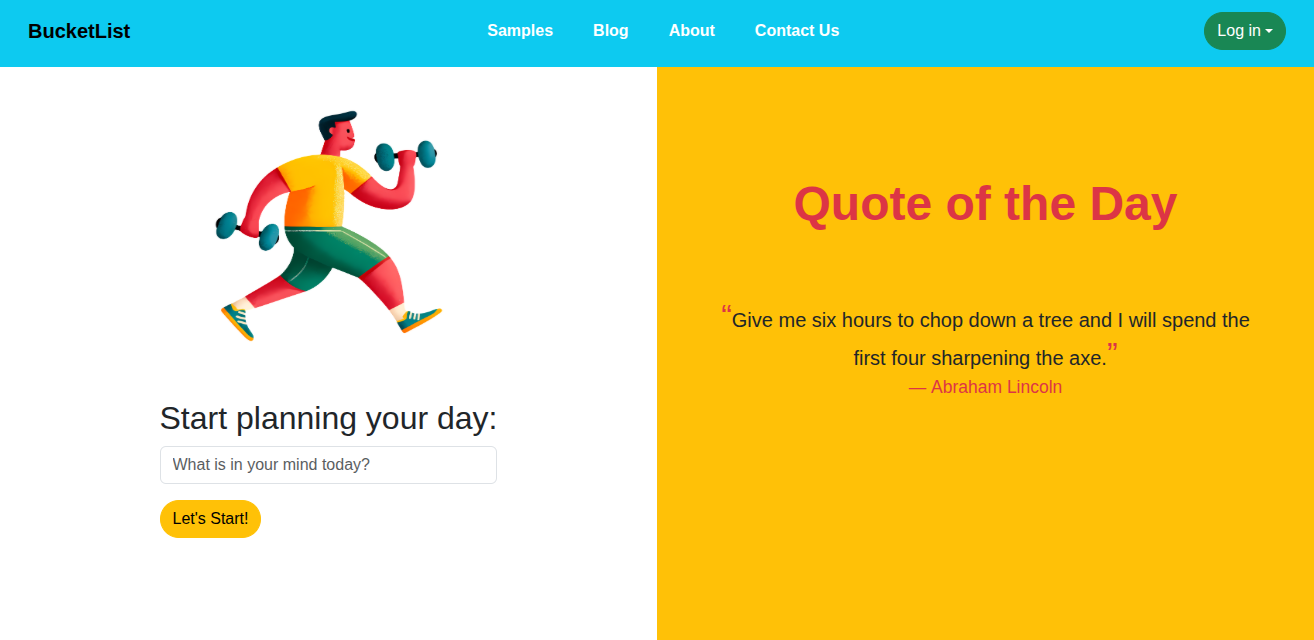 BucketList
Samples
Blog
About
Contact Us
Log in
Start planning your day:
What is in your mind today?
Let's Start!
Quote of the Day
“Give me six hours to chop down a tree and I will spend the
first four sharpening the axe.”
— Abraham Lincoln